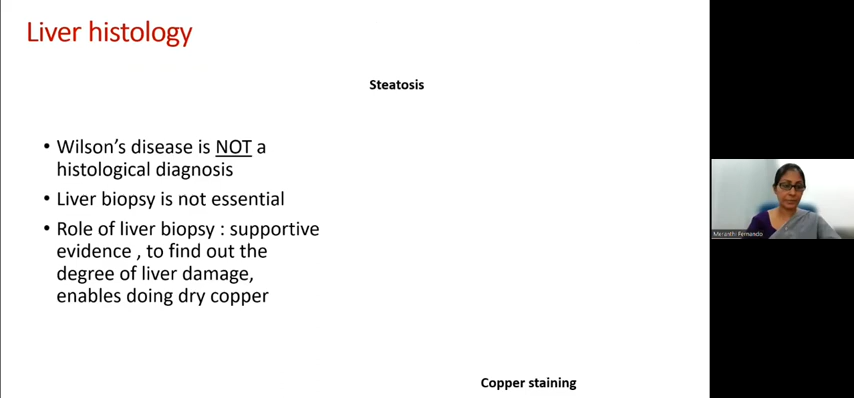 Liver histology
Steatosis
• Wilson's disease is NOT a
histological diagnosis
• Liver biopsy is not essential
• Role of liver biopsy : supportive
evidence , to find out the
degree of liver damage,
enables doing dry copper
Meranthi Fernando
Copper staining